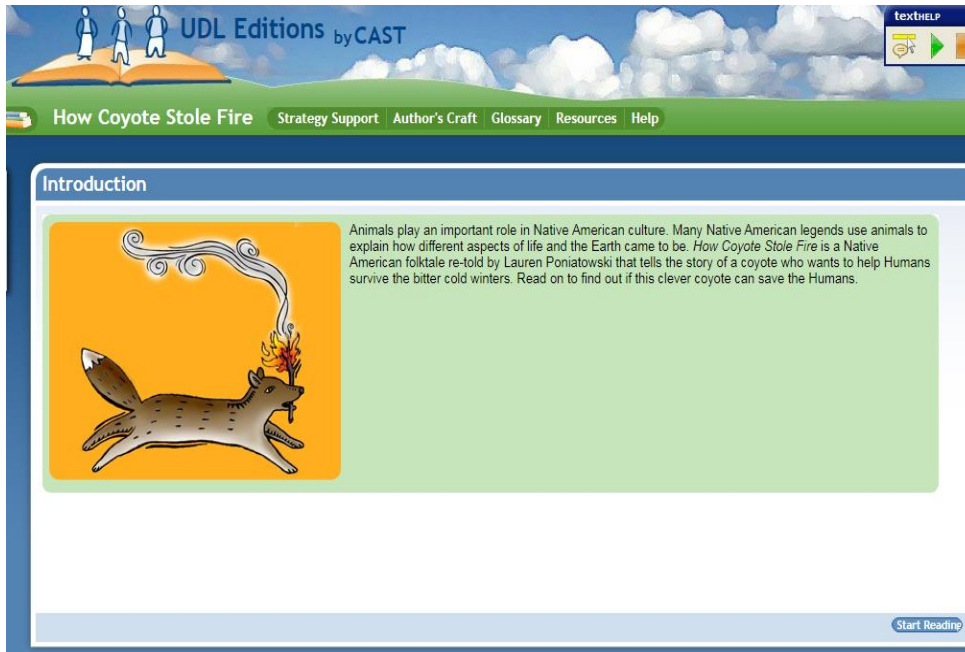 UDL Editions by CAST
textHELP
How Coyote Stole Fire
Strategy Support Author's Craft Glossary Resources Help
Introduction
Animals play an important role in Native American culture. Many Native American legends use animals to
explain how different aspects of life and the Earth came to be. How Coyote Stole Fire is a Native
American folktale re-told by Lauren Poniatowski that tells the story of a coyote who wants to help Humans
survive the bitter cold winters. Read on to find out if this clever coyote can save the Humans.
Start Reading